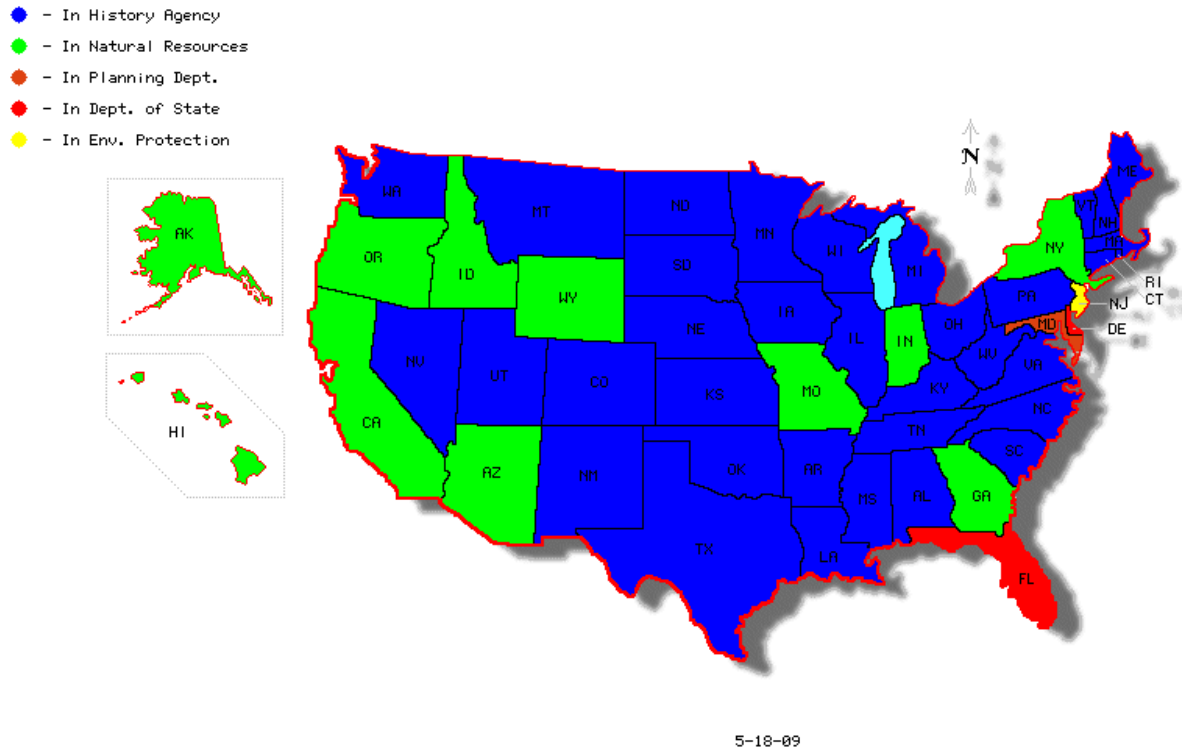 - In History Agency
- In Natural Resources
- In Planning Dept.
- In Dept. of State
- In Env. Protection
N
AK
HI
WA
MT
ND
MN
WI
MI
ME
VT
NH
MA
NY
RI
CT
OR
ID
WY
SD
IA
NE
PA
NJ
MD
DE
NV
UT
CO
KS
MO
IL
IN
OH
WV
VA
KY
CA
AZ
NM
OK
AR
TN
NC
SC
MS
AL
GA
TX
LA
FL
5-18-09